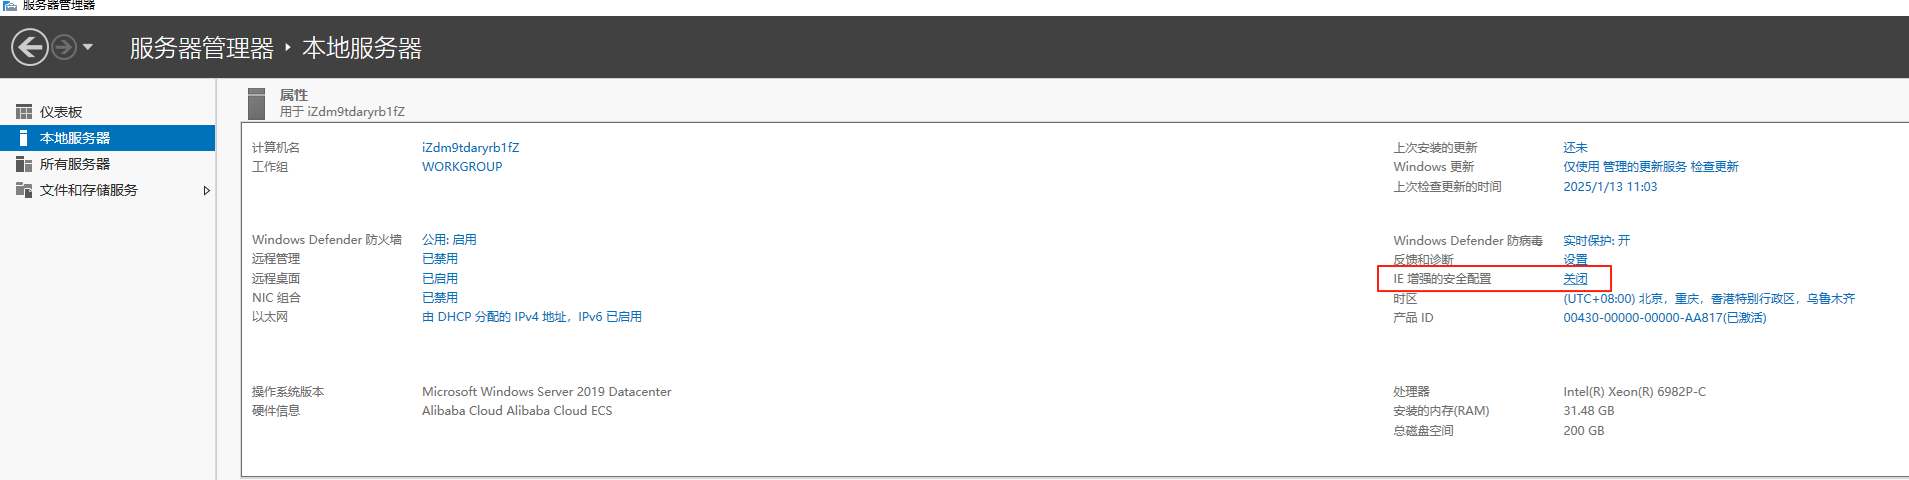 服务器管理器
服务器管理器 ‣ 本地服务器
仪表板
本地服务器
所有服务器
文件和存储服务
属性
用于 iZdm9tdaryrb1fZ
计算机名 iZdm9tdaryrb1fZ
工作组 WORKGROUP
上次安装的更新 还未
Windows 更新 仅使用 管理的更新服务 检查更新
上次检查更新的时间 2025/1/13 11:03
Windows Defender 防火墙 公用: 启用
远程管理 已禁用
远程桌面 已启用
NIC 组合 已禁用
以太网 由 DHCP 分配的 IPv4 地址，IPv6 已启用
Windows Defender 防病毒 实时保护: 开
反馈和诊断 设置
IE 增强的安全配置 关闭
时区 (UTC+08:00) 北京，重庆，香港特别行政区，乌鲁木齐
产品 ID 00430-00000-00000-AA817(已激活)
操作系统版本 Microsoft Windows Server 2019 Datacenter
硬件信息 Alibaba Cloud Alibaba Cloud ECS
处理器 Intel(R) Xeon(R) 6982P-C
安装的内存(RAM) 31.48 GB
总磁盘空间 200 GB